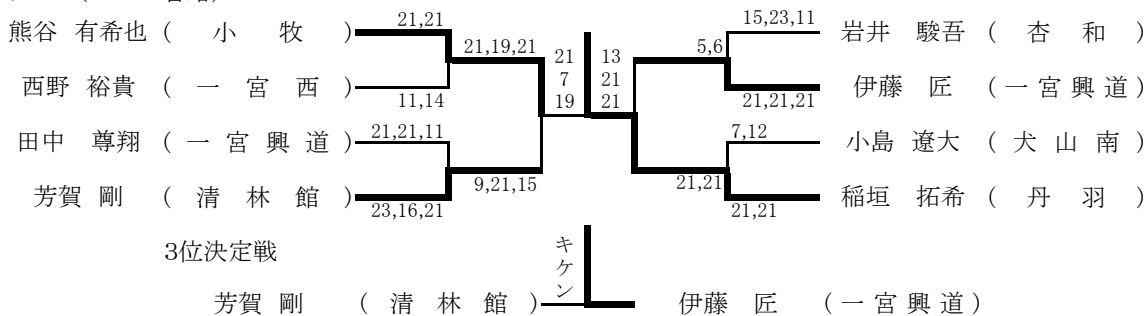 21,21 15,23,11
熊谷 有希也 ( 小 牧 ) 21,19,21 21 13 5,6 岩井 駿吾 ( 杏 和 )
7 21
西野 裕貴 ( 一 宮 西 ) 11,14 19 21 21,21,21 伊藤 匠 ( 一 宮 興 道 )
田中 尊翔 ( 一 宮 興 道 ) 21,21,11 7,12 小島 遼大 ( 犬 山 南 )
9,21,15 21,21
芳賀 剛 ( 清 林 館 ) 23,16,21 21,21 稲垣 拓希 ( 丹 羽 )
3位決定戦 キケン
芳賀 剛 ( 清 林 館 ) 伊藤 匠 ( 一 宮 興 道 )